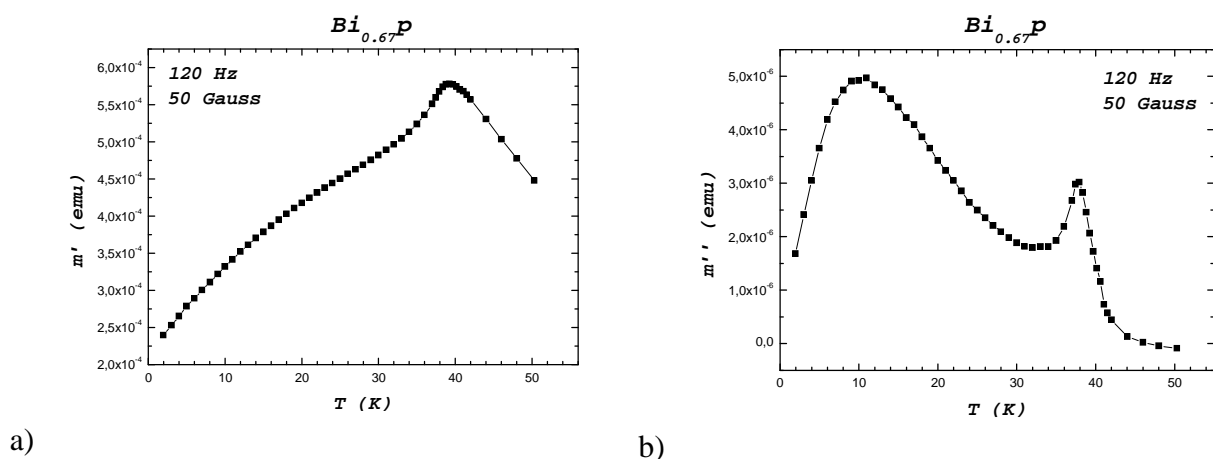 Bi0.67p
120 Hz
50 Gauss
6,0x10-4
5,5x10-4
5,0x10-4
4,5x10-4
4,0x10-4
3,5x10-4
3,0x10-4
2,5x10-4
2,0x10-4
m' (emu)
0 10 20 30 40 50
T (K)
a)
Bi0.67p
120 Hz
50 Gauss
5,0x10-6
4,0x10-6
3,0x10-6
2,0x10-6
1,0x10-6
0,0
m'' (emu)
0 10 20 30 40 50
T (K)
b)